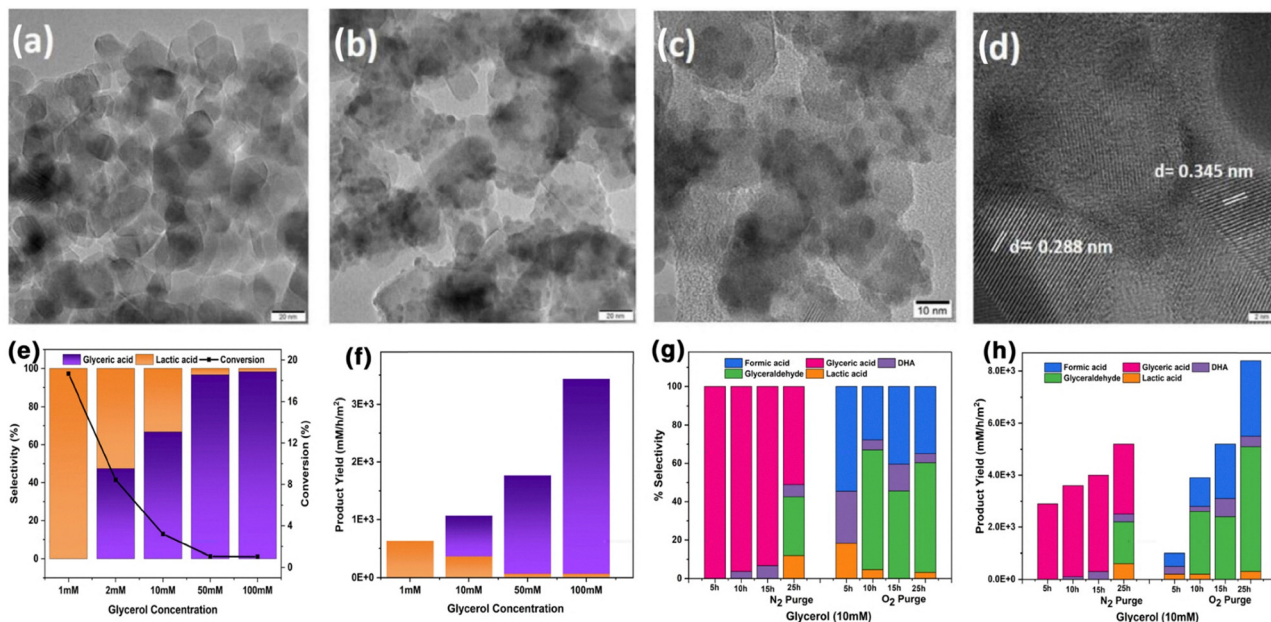 (a)
20 nm
(b)
20 nm
(c)
10 nm
(d)
d= 0.345 nm
d= 0.288 nm
2 nm
(e)
Glyceric acid Lactic acid Conversion
Selectivity (%)
100
80
60
40
20
0
20
18
16
14
12
10
8
6
4
2
0
Conversion (%)
1mM 2mM 10mM 50mM 100mM
Glycerol Concentration
(f)
Product Yield (mM/h/m²)
3E+3
2E+3
1E+3
0E+0
1mM 10mM 50mM 100mM
Glycerol Concentration
(g)
Formic acid Glyceric acid DHA
Glyceraldehyde Lactic acid
% Selectivity
100
80
60
40
20
0
5h 10h 15h 25h 5h 10h 15h 25h
N₂ Purge O₂ Purge
Glycerol (10mM)
(h)
Formic acid Glyceric acid DHA
Glyceraldehyde Lactic acid
Product Yield (mM/h/m²)
8.0E+3
6.0E+3
4.0E+3
2.0E+3
0.0E+0
5h 10h 15h 25h 5h 10h 15h 25h
N₂ Purge O₂ Purge
Glycerol (10mM)